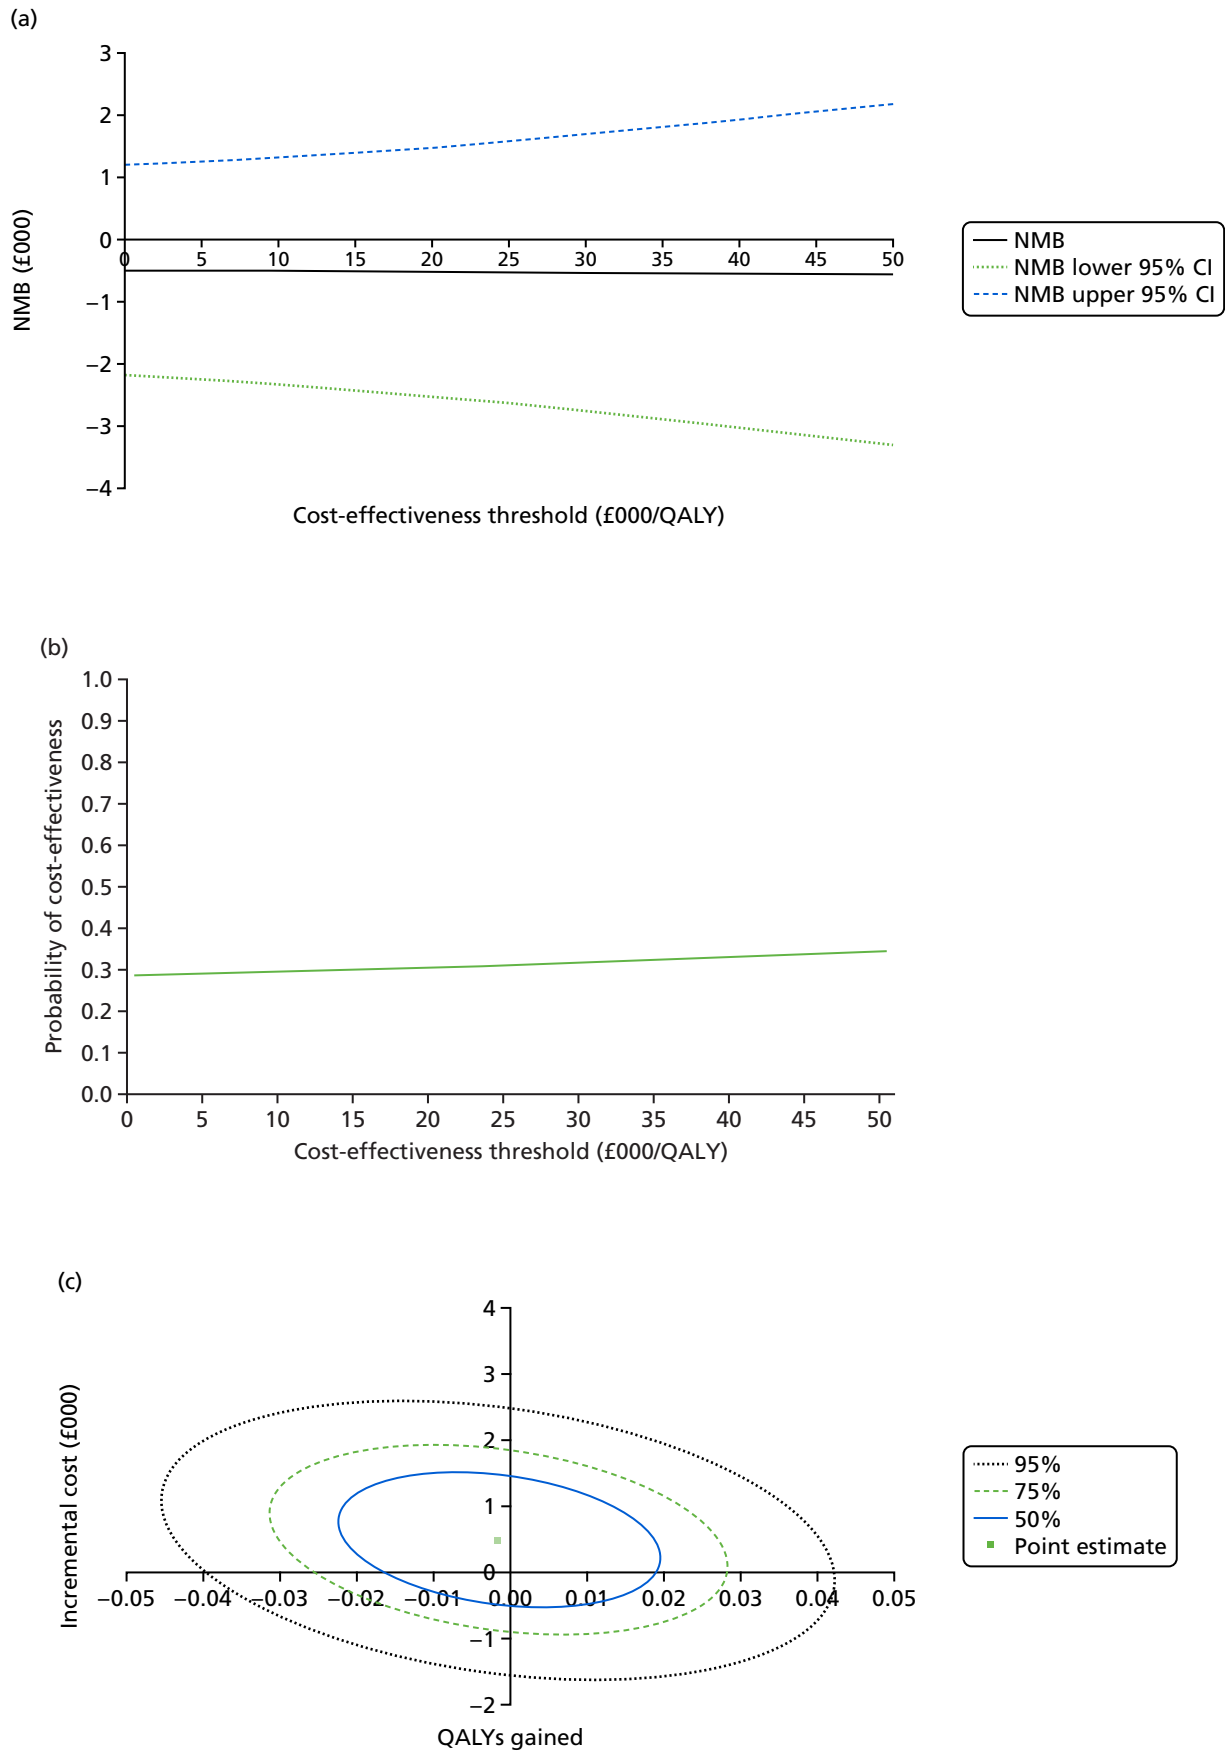 (a)
3
2
1
0
−1
−2
−3
−4
NMB (£000)
0 5 10 15 20 25 30 35 40 45 50
Cost-effectiveness threshold (£000/QALY)
NMB
NMB lower 95% CI
NMB upper 95% CI
(b)
1.0
0.9
0.8
0.7
0.6
0.5
0.4
0.3
0.2
0.1
0.0
Probability of cost-effectiveness
0 5 10 15 20 25 30 35 40 45 50
Cost-effectiveness threshold (£000/QALY)
(c)
4
3
2
1
0
−1
−2
Incremental cost (£000)
−0.05 −0.04 −0.03 −0.02 −0.01 0.00 0.01 0.02 0.03 0.04 0.05
QALYs gained
95%
75%
50%
Point estimate